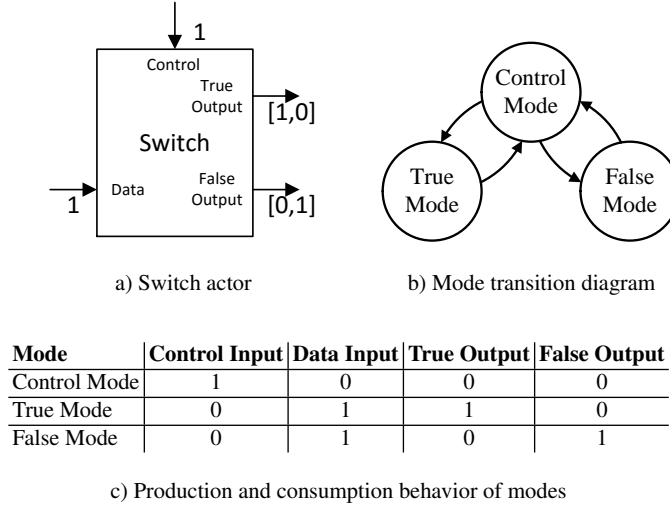 1
Control
True
Output
[1,0]
Switch
Data
1
False
Output
[0,1]
a) Switch actor
Control
Mode
True
Mode
False
Mode
b) Mode transition diagram
Mode Control Input Data Input True Output False Output
Control Mode 1 0 0 0
True Mode 0 1 1 0
False Mode 0 1 0 1
c) Production and consumption behavior of modes